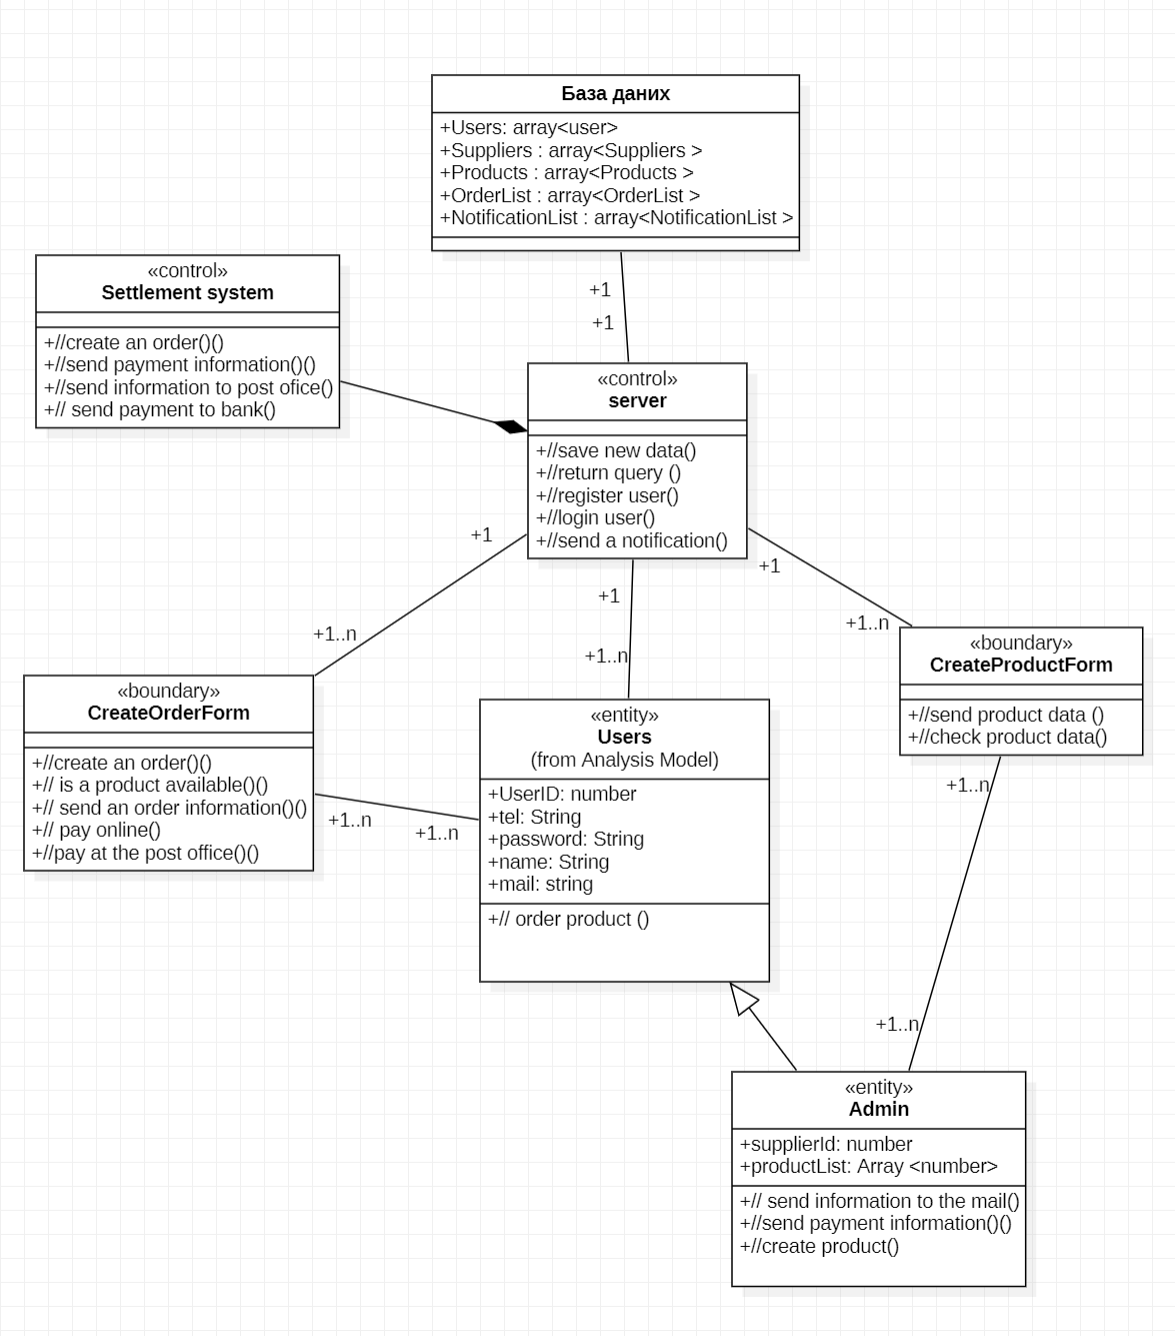 База даних
+Users: array<user>
+Suppliers : array<Suppliers >
+Products : array<Products >
+OrderList : array<OrderList >
+NotificationList : array<NotificationList >
«control»
Settlement system
+//create an order()()
+//send payment information()()
+//send information to post ofice()
+// send payment to bank()
+1
+1
«control»
server
+//save new data()
+//return query ()
+//register user()
+//login user()
+//send a notification()
+1
+1..n
+1
+1..n
+1
+1..n
«boundary»
CreateProductForm
+//send product data ()
+//check product data()
«boundary»
CreateOrderForm
+//create an order()()
+// is a product available()()
+// send an order information()()
+// pay online()
+//pay at the post office()()
+1..n
+1..n
«entity»
Users
(from Analysis Model)
+UserID: number
+tel: String
+password: String
+name: String
+mail: string
+// order product ()
+1..n
+1..n
«entity»
Admin
+supplierId: number
+productList: Array <number>
+// send information to the mail()
+//send payment information()()
+//create product()